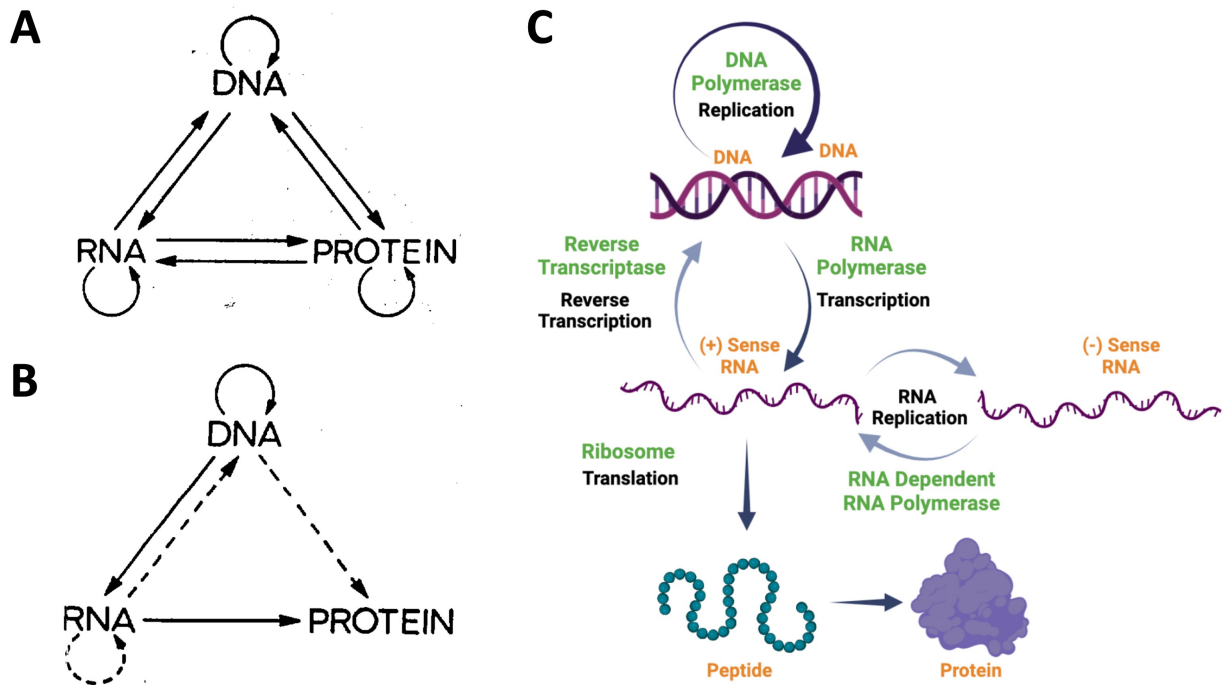 A
DNA
RNA
PROTEIN
B
DNA
RNA
PROTEIN
C
DNA
Polymerase
Replication
DNA
DNA
Reverse
Transcriptase
Reverse
Transcription
RNA
Polymerase
Transcription
(+) Sense
RNA
(-) Sense
RNA
RNA
Replication
Ribosome
Translation
RNA Dependent
RNA Polymerase
Peptide
Protein